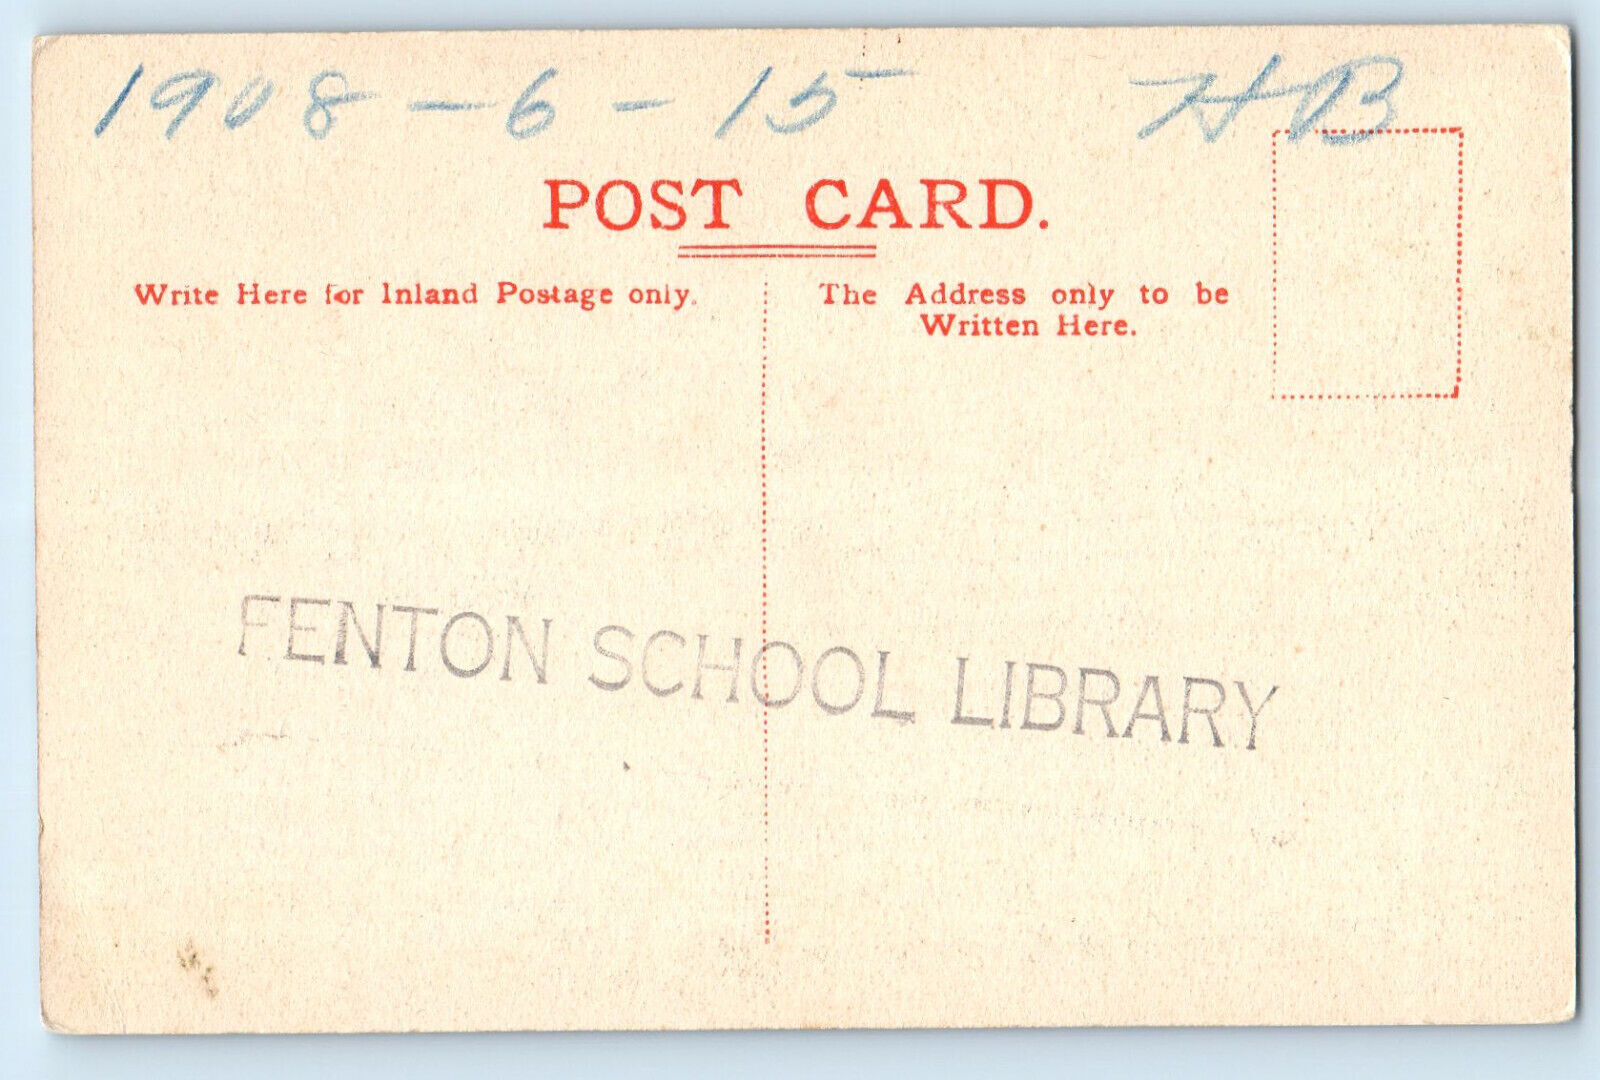 1908-6-15 HB
POST CARD.
Write Here for Inland Postage only.
The Address only to be
Written Here.
FENTON SCHOOL LIBRARY